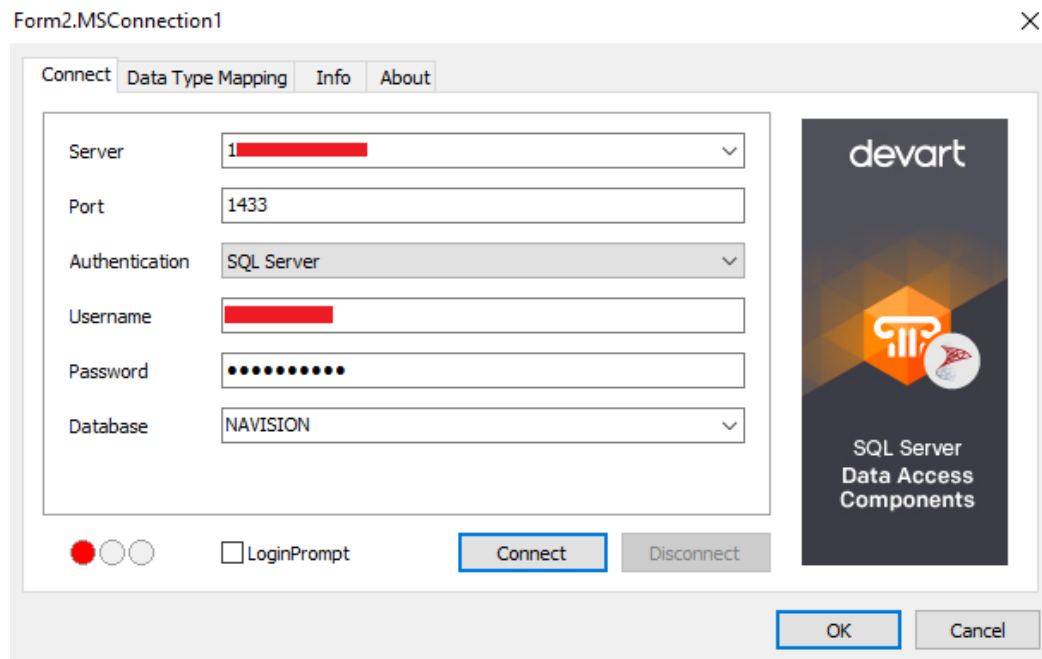 Form2.MSConnection1
Connect Data Type Mapping Info About
Server 1
Port 1433
Authentication SQL Server
Username
Password ●●●●●●●●●●
Database NAVISION
LoginPrompt Connect Disconnect
devart
SQL Server
Data Access
Components
OK Cancel